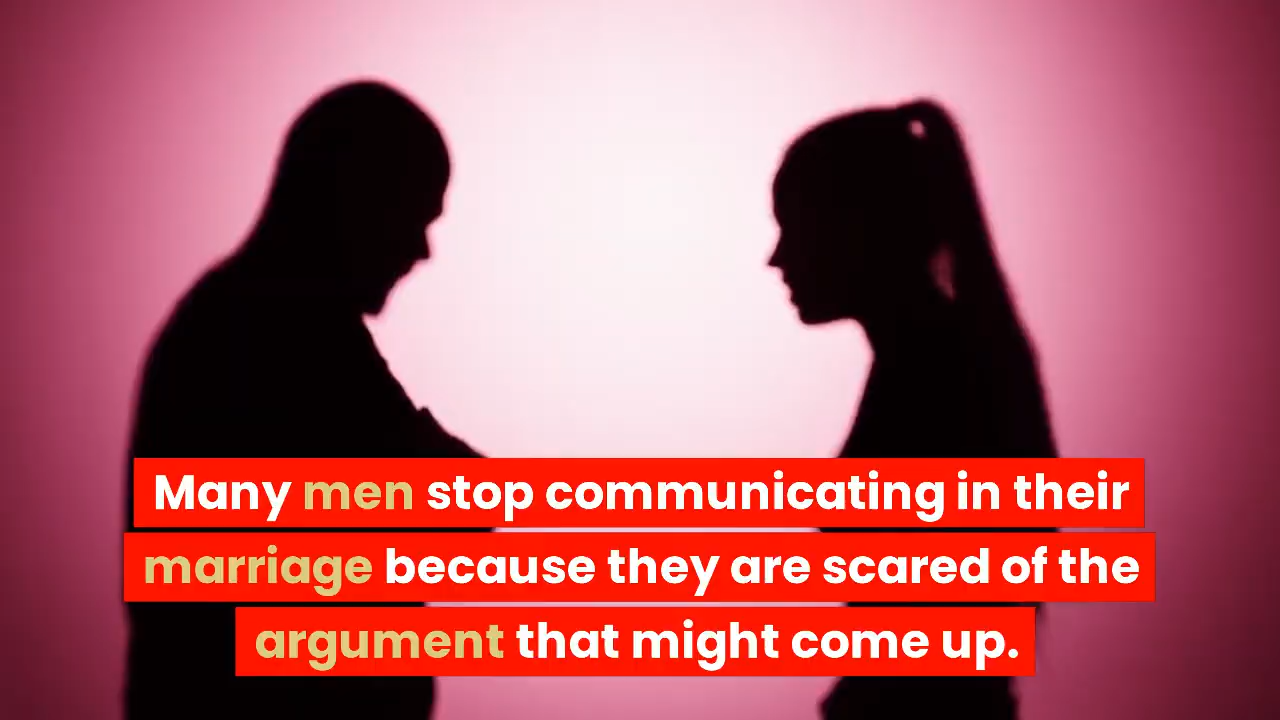 Many men stop communicating in their
marriage because they are scared of the
argument that might come up.